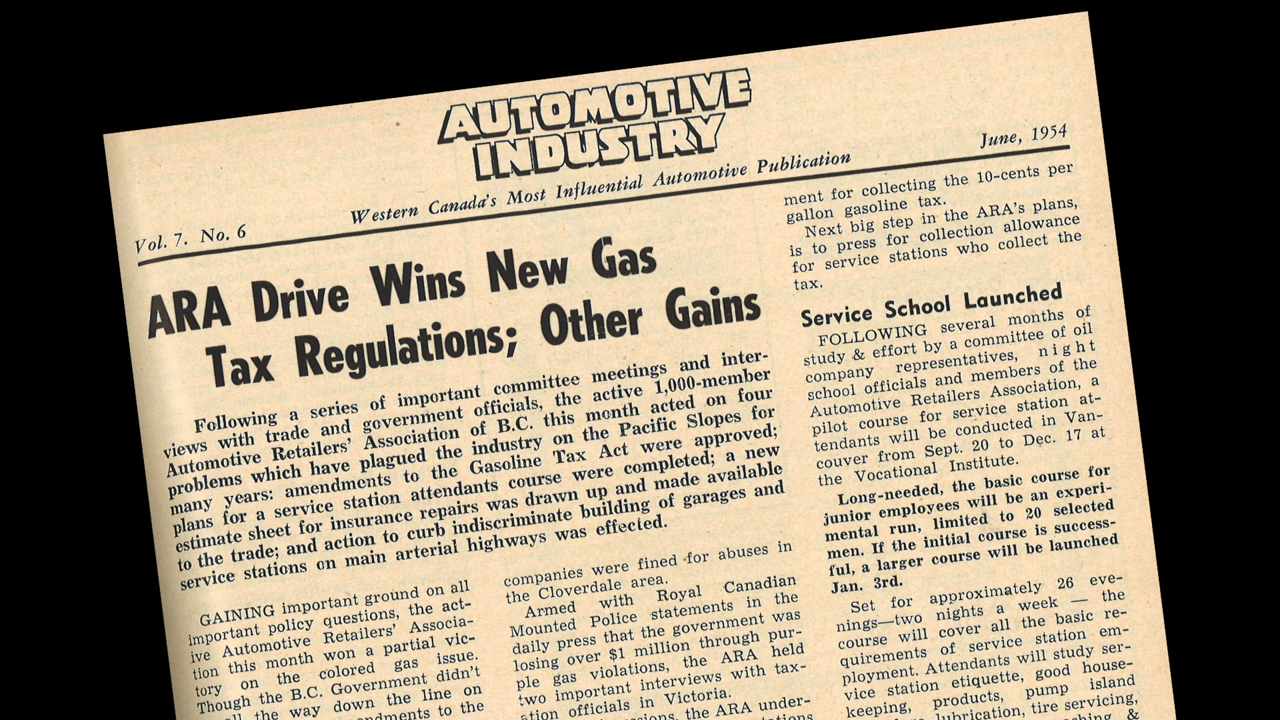 AUTOMOTIVE
INDUSTRY
Vol. 7. No. 6
Western Canada's Most Influential Automotive Publication
June, 1954
ARA Drive Wins New Gas
Tax Regulations; Other Gains
Following a series of important committee meetings and inter-
views with trade and government officials, the active 1,000-member
Automotive Retailers' Association of B.C. this month acted on four
problems which have plagued the industry on the Pacific Slopes for
many years: amendments to the Gasoline Tax Act were approved;
plans for a service station attendants course were completed; a new
estimate sheet for insurance repairs was drawn up and made available
to the trade; and action to curb indiscriminate building of garages and
service stations on main arterial highways was effected.
GAINING important ground on all
important policy questions, the act-
ive Automotive Retailers' Associa-
tion this month won a partial vic-
tory on the colored gas issue.
Though the B.C. Government didn't
the way down the line on
to the
companies were fined for abuses in
the Cloverdale area.
Armed with Royal Canadian
Mounted Police statements in the
daily press that the government was
losing over $1 million through pur-
ple gas violations, the ARA held
two important interviews with tax-
ation officials in Victoria.
the ARA under-
ment for collecting the 10-cents per
gallon gasoline tax.
Next big step in the ARA's plans,
is to press for collection allowance
for service stations who collect the
tax.
Service School Launched
FOLLOWING several months of
study & effort by a committee of oil
company representatives, night
school officials and members of the
Automotive Retailers Association, a
pilot course for service station at-
tendants will be conducted in Van-
couver from Sept. 20 to Dec. 17 at
the Vocational Institute.
Long-needed, the basic course for
junior employees will be an experi-
mental run, limited to 20 selected
men. If the initial course is success-
ful, a larger course will be launched
Jan. 3rd.
Set for approximately 26 eve-
nings—two nights a week — the
course will cover all the basic re-
quirements of service station em-
ployment. Attendants will study ser-
vice station etiquette, good house-
keeping, products, pump island
lubrication, tire servicing,
&